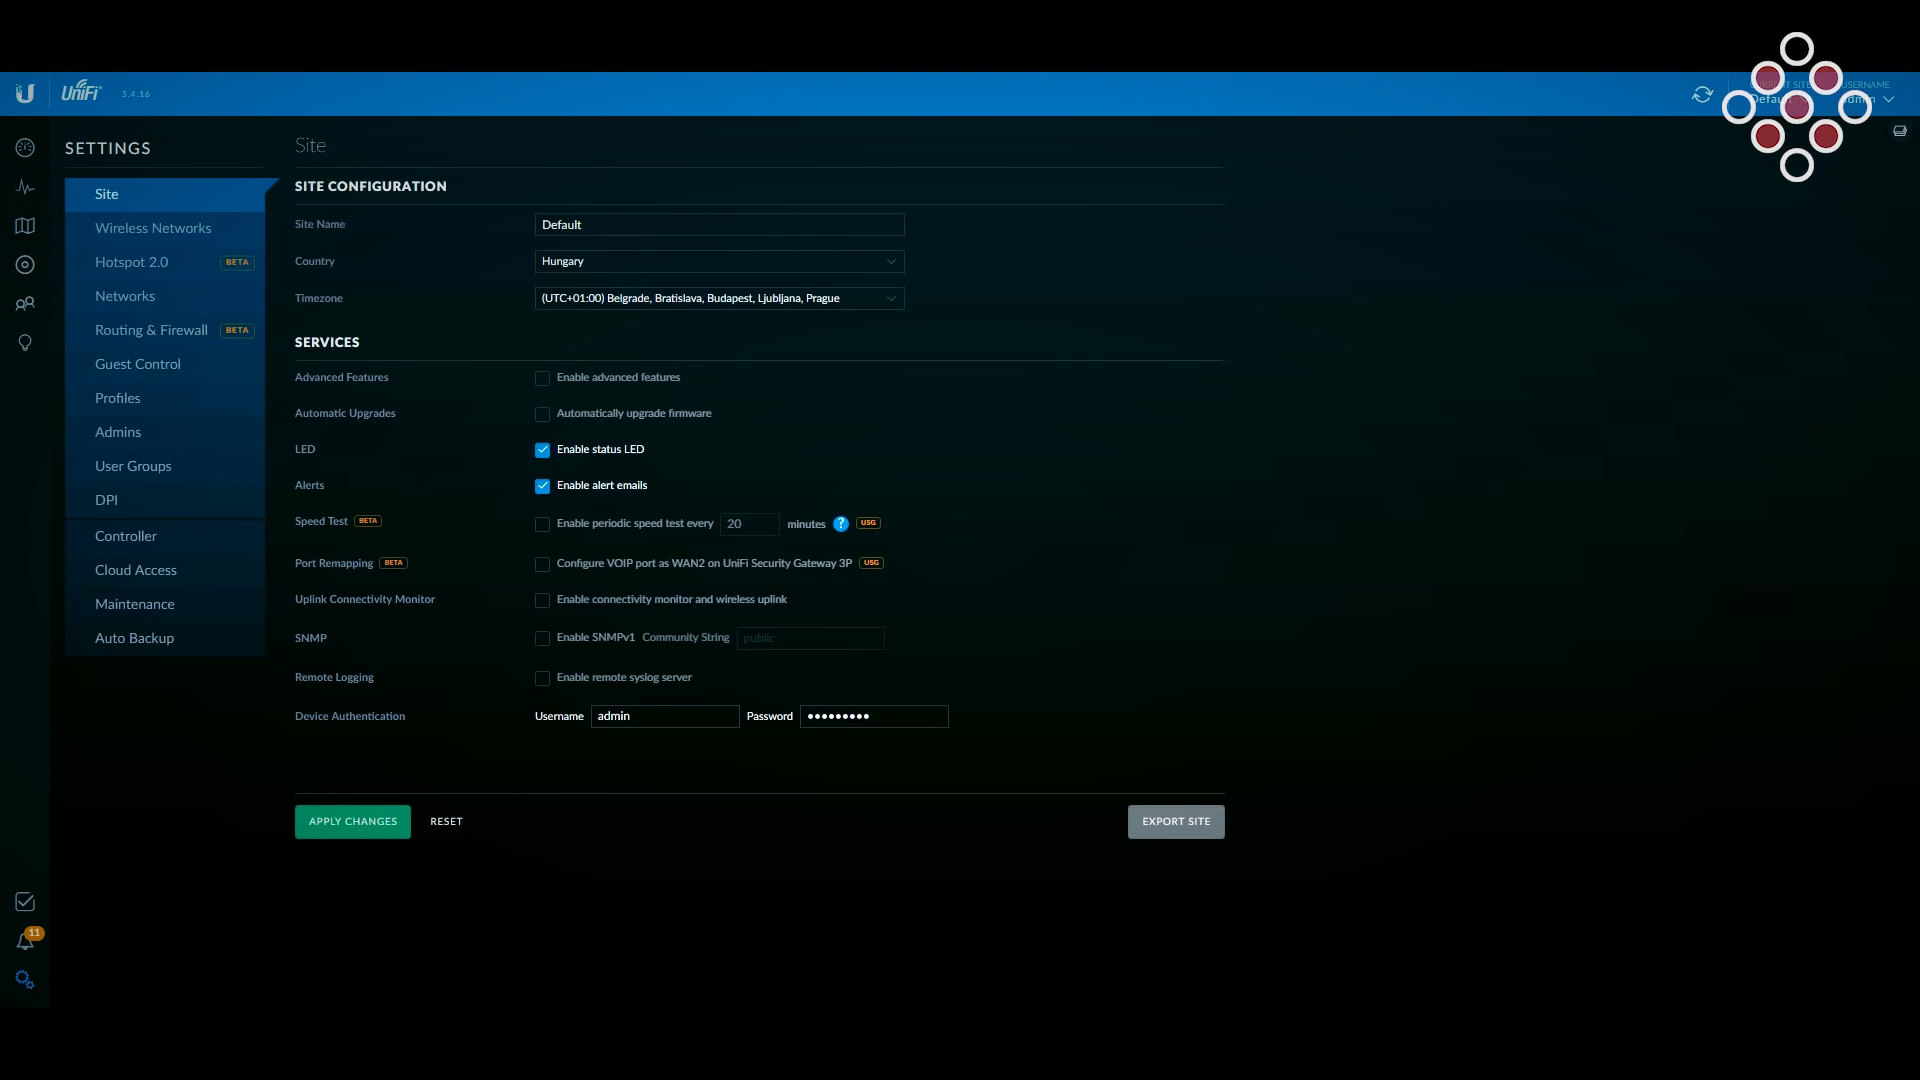 UniFi 5.4.16
CURRENT SITE USERNAME
Default admin
SETTINGS
Site
Wireless Networks
Hotspot 2.0 BETA
Networks
Routing & Firewall BETA
Guest Control
Profiles
Admins
User Groups
DPI
Controller
Cloud Access
Maintenance
Auto Backup
11
Site
SITE CONFIGURATION
Site Name Default
Country Hungary
Timezone (UTC+01:00) Belgrade, Bratislava, Budapest, Ljubljana, Prague
SERVICES
Advanced Features Enable advanced features
Automatic Upgrades Automatically upgrade firmware
LED Enable status LED
Alerts Enable alert emails
Speed Test BETA Enable periodic speed test every 20 minutes ? USG
Port Remapping BETA Configure VOIP port as WAN2 on UniFi Security Gateway 3P USG
Uplink Connectivity Monitor Enable connectivity monitor and wireless uplink
SNMP Enable SNMPv1 Community String public
Remote Logging Enable remote syslog server
Device Authentication Username admin Password •••••••••
APPLY CHANGES RESET EXPORT SITE